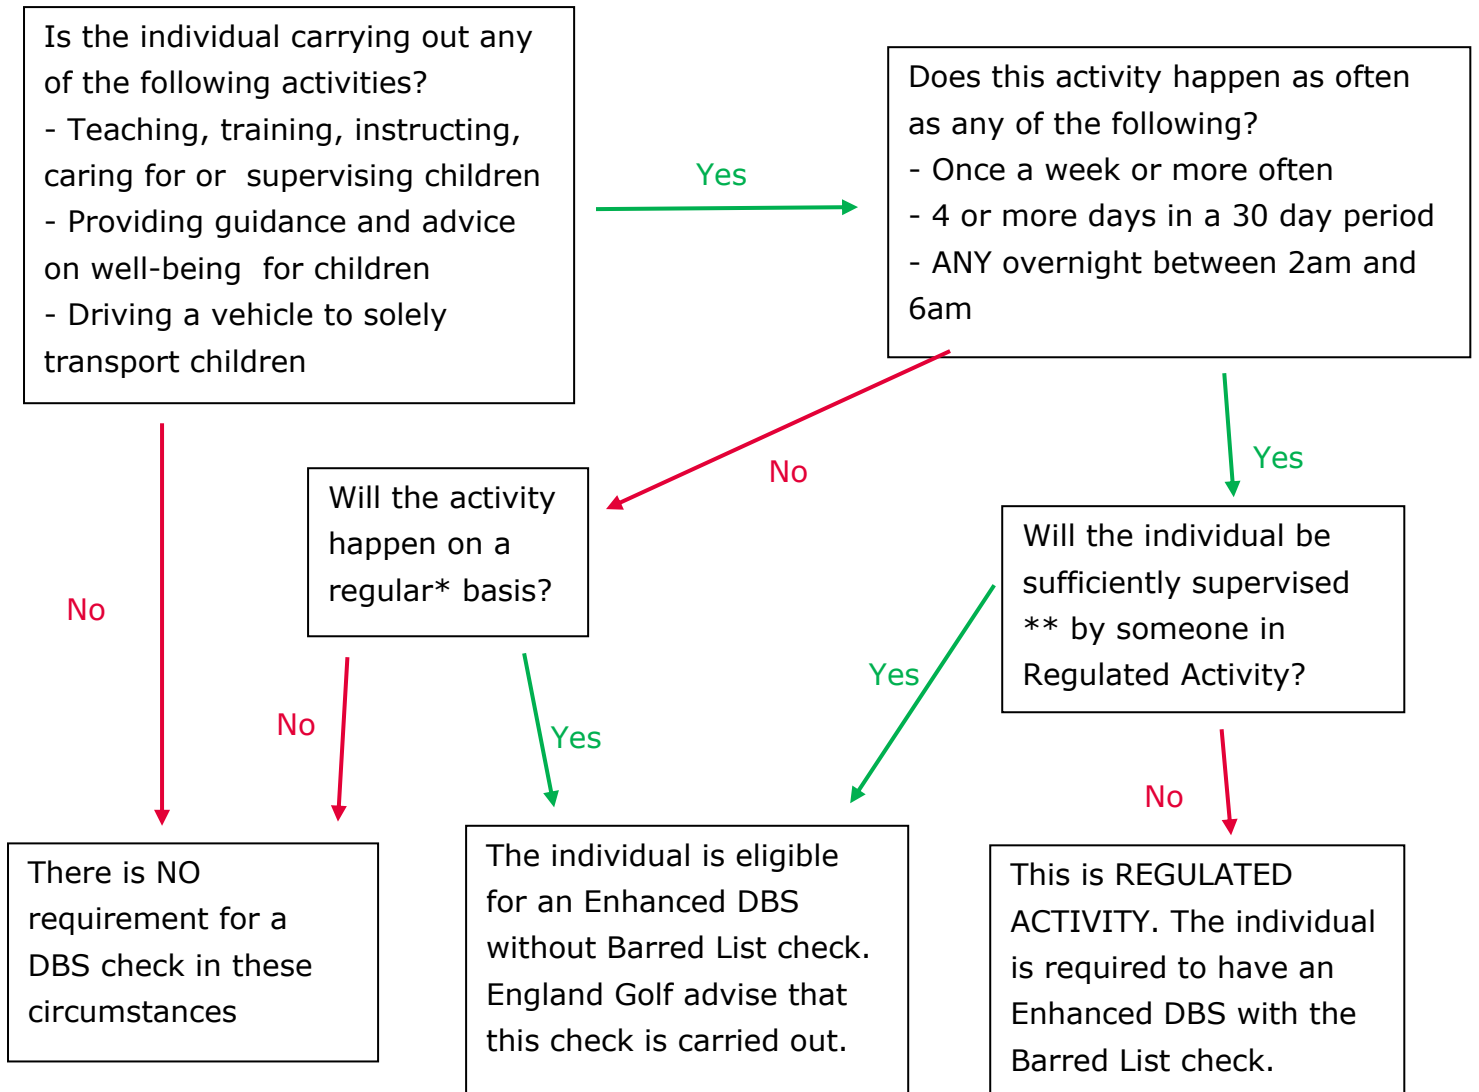 Is the individual carrying out any
of the following activities?
- Teaching, training, instructing,
caring for or  supervising children
- Providing guidance and advice
on well-being  for children
- Driving a vehicle to solely
transport children
Yes
Does this activity happen as often
as any of the following?
- Once a week or more often
- 4 or more days in a 30 day period
- ANY overnight between 2am and
6am
No
Yes
Will the activity
happen on a
regular* basis?
Will the individual be
sufficiently supervised
** by someone in
Regulated Activity?
No
No
Yes
Yes
No
There is NO
requirement for a
DBS check in these
circumstances
The individual is eligible
for an Enhanced DBS
without Barred List check.
England Golf advise that
this check is carried out.
This is REGULATED
ACTIVITY. The individual
is required to have an
Enhanced DBS with the
Barred List check.